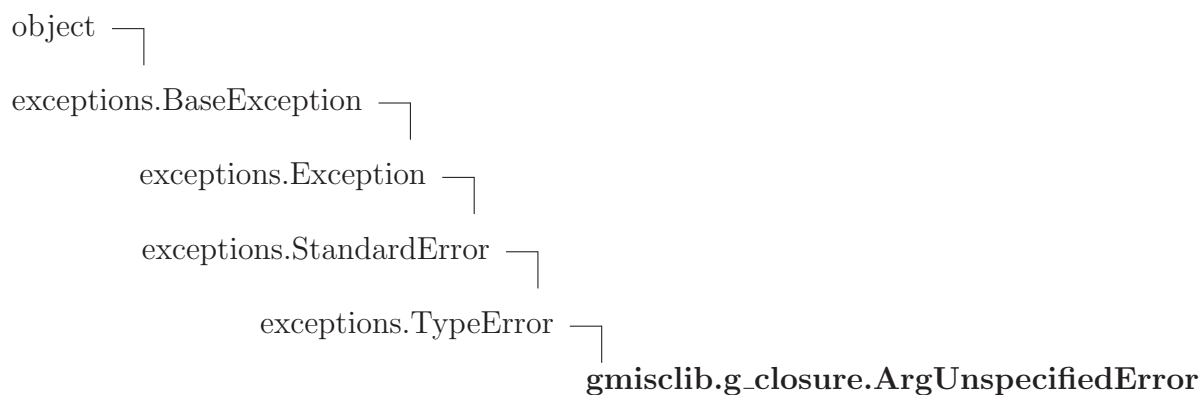 object
exceptions.BaseException
exceptions.Exception
exceptions.StandardError
exceptions.TypeError
gmisclib.g_closure.ArgUnspecifiedError